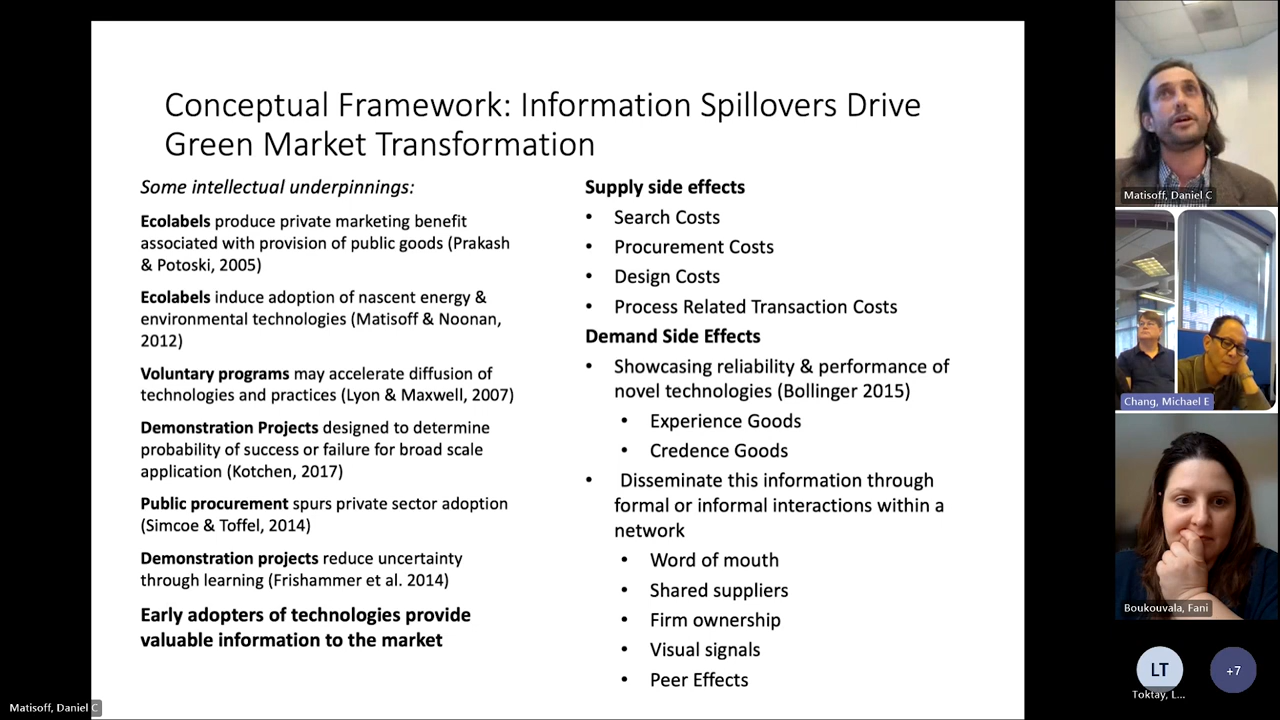 Conceptual Framework: Information Spillovers Drive
Green Market Transformation
Some intellectual underpinnings:
Ecolabels produce private marketing benefit
associated with provision of public goods (Prakash
& Potoski, 2005)
Ecolabels induce adoption of nascent energy &
environmental technologies (Matisoff & Noonan,
2012)
Voluntary programs may accelerate diffusion of
technologies and practices (Lyon & Maxwell, 2007)
Demonstration Projects designed to determine
probability of success or failure for broad scale
application (Kotchen, 2017)
Public procurement spurs private sector adoption
(Simcoe & Toffel, 2014)
Demonstration projects reduce uncertainty
through learning (Frishammer et al. 2014)
Early adopters of technologies provide
valuable information to the market
Supply side effects
• Search Costs
• Procurement Costs
• Design Costs
• Process Related Transaction Costs
Demand Side Effects
• Showcasing reliability & performance of
novel technologies (Bollinger 2015)
• Experience Goods
• Credence Goods
• Disseminate this information through
formal or informal interactions within a
network
• Word of mouth
• Shared suppliers
• Firm ownership
• Visual signals
• Peer Effects
Matisoff, Daniel C
Matisoff, Daniel C
Chang, Michael E
Boukouvala, Fani
LT
Toktay, L...
+7